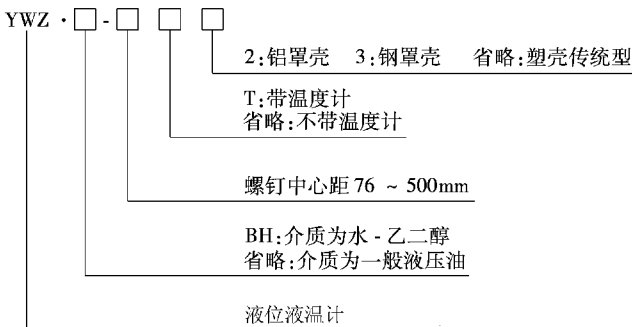 YWZ·□-□ □ □
2:铝罩壳 3:钢罩壳 省略:塑壳传统型
T:带温度计
省略:不带温度计
螺钉中心距 76 ~ 500mm
BH:介质为水-乙二醇
省略:介质为一般液压油
液位液温计